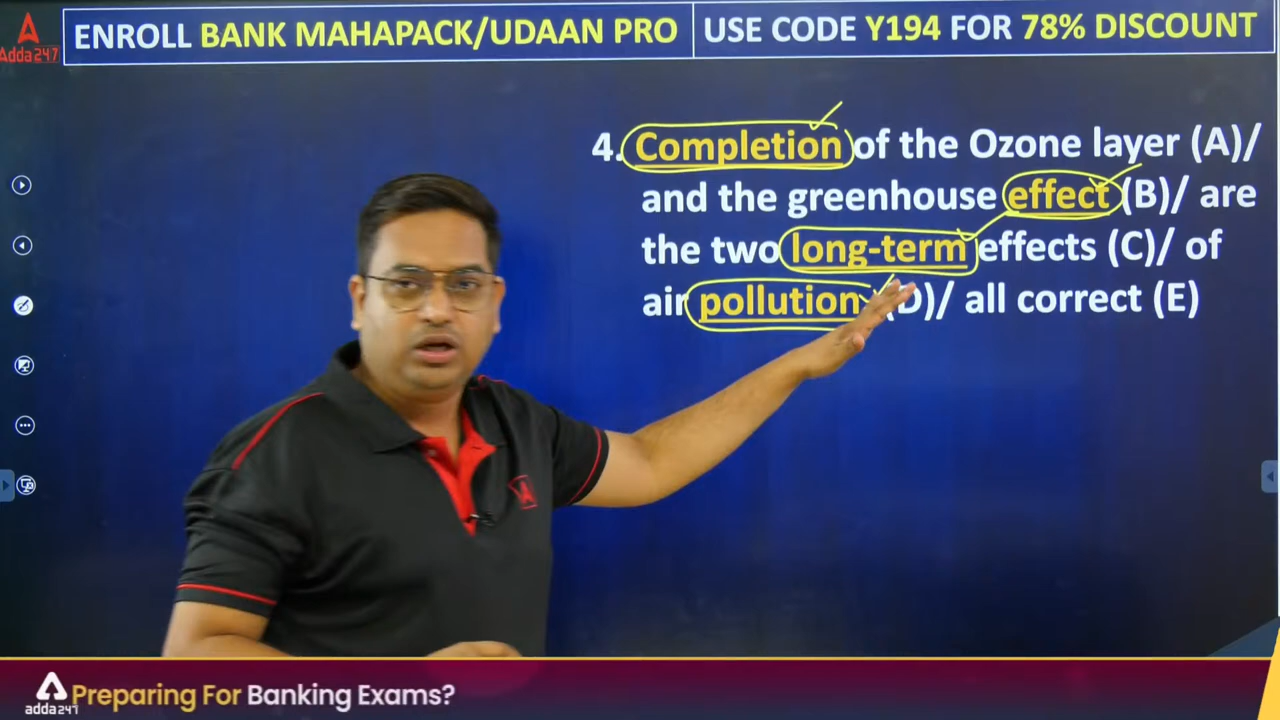 ENROLL BANK MAHAPACK/UDAAN PRO
USE CODE Y194 FOR 78% DISCOUNT
Adda247
4. Completion of the Ozone layer (A)/
and the greenhouse effect (B)/ are
the two long-term effects (C)/ of
air pollution (D)/ all correct (E)
Preparing For Banking Exams?
adda247